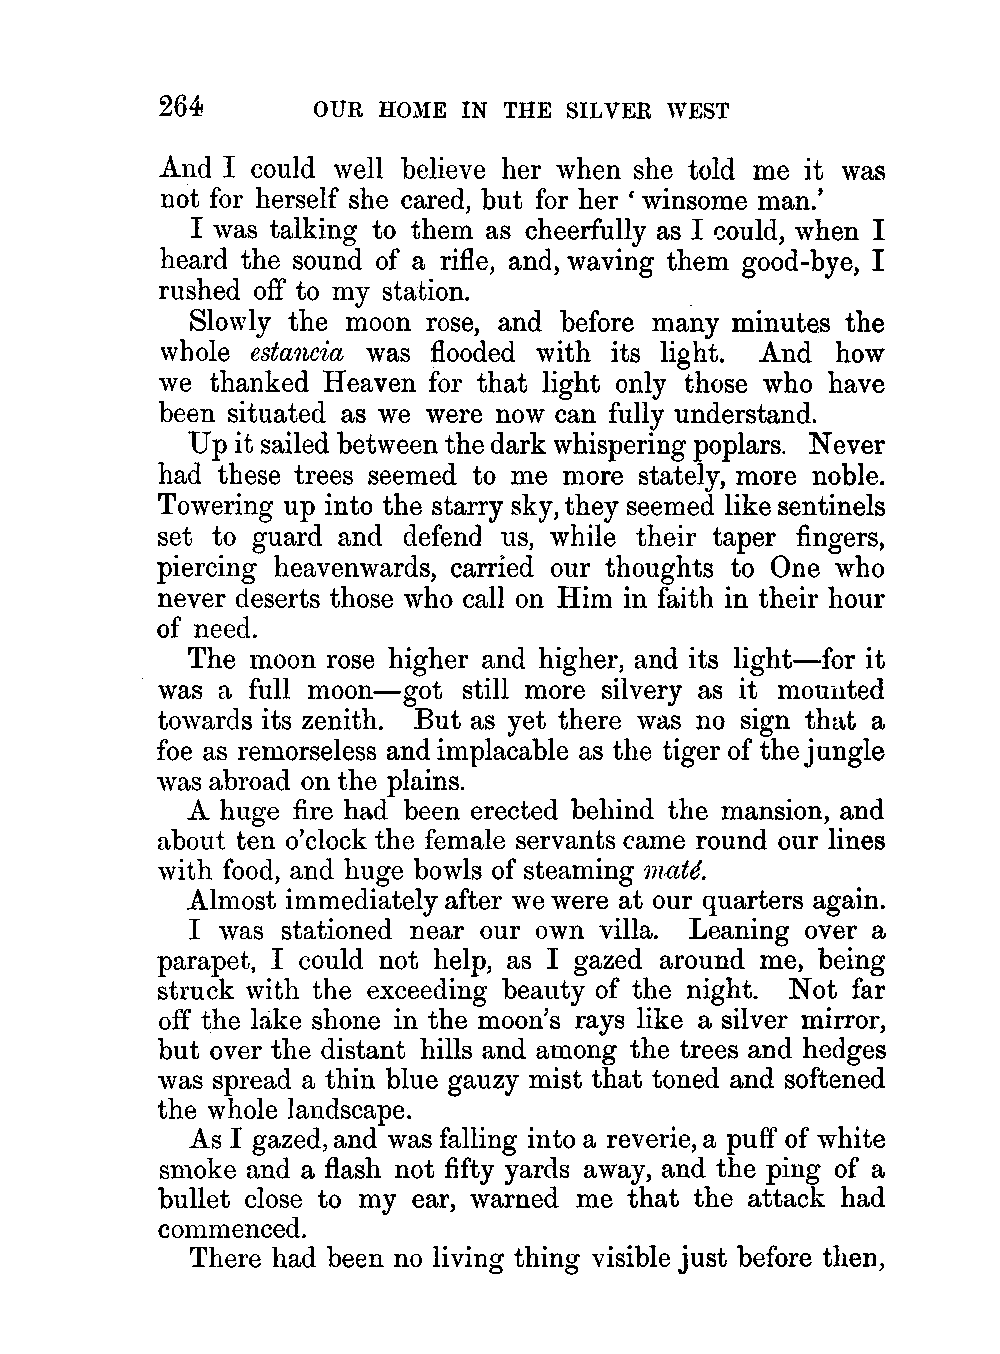 264 OUR HOME IN THE SILVER WEST
And I could well believe her when she told me it was
not for herself she cared, but for her ‘ winsome man.’
I was talking to them as cheerfully as I could, when I
heard the sound of a rifle, and, waving them good-bye, I
rushed off to my station.
Slowly the moon rose, and before many minutes the
whole estancia was flooded with its light. And how
we thanked Heaven for that light only those who have
been situated as we were now can fully understand.
Up it sailed between the dark whispering poplars. Never
had these trees seemed to me more stately, more noble.
Towering up into the starry sky, they seemed like sentinels
set to guard and defend us, while their taper fingers,
piercing heavenwards, carried our thoughts to One who
never deserts those who call on Him in faith in their hour
of need.
The moon rose higher and higher, and its light—for it
was a full moon—got still more silvery as it mounted
towards its zenith. But as yet there was no sign that a
foe as remorseless and implacable as the tiger of the jungle
was abroad on the plains.
A huge fire had been erected behind the mansion, and
about ten o’clock the female servants came round our lines
with food, and huge bowls of steaming maté.
Almost immediately after we were at our quarters again.
I was stationed near our own villa. Leaning over a
parapet, I could not help, as I gazed around me, being
struck with the exceeding beauty of the night. Not far
off the lake shone in the moon’s rays like a silver mirror,
but over the distant hills and among the trees and hedges
was spread a thin blue gauzy mist that toned and softened
the whole landscape.
As I gazed, and was falling into a reverie, a puff of white
smoke and a flash not fifty yards away, and the ping of a
bullet close to my ear, warned me that the attack had
commenced.
There had been no living thing visible just before then,